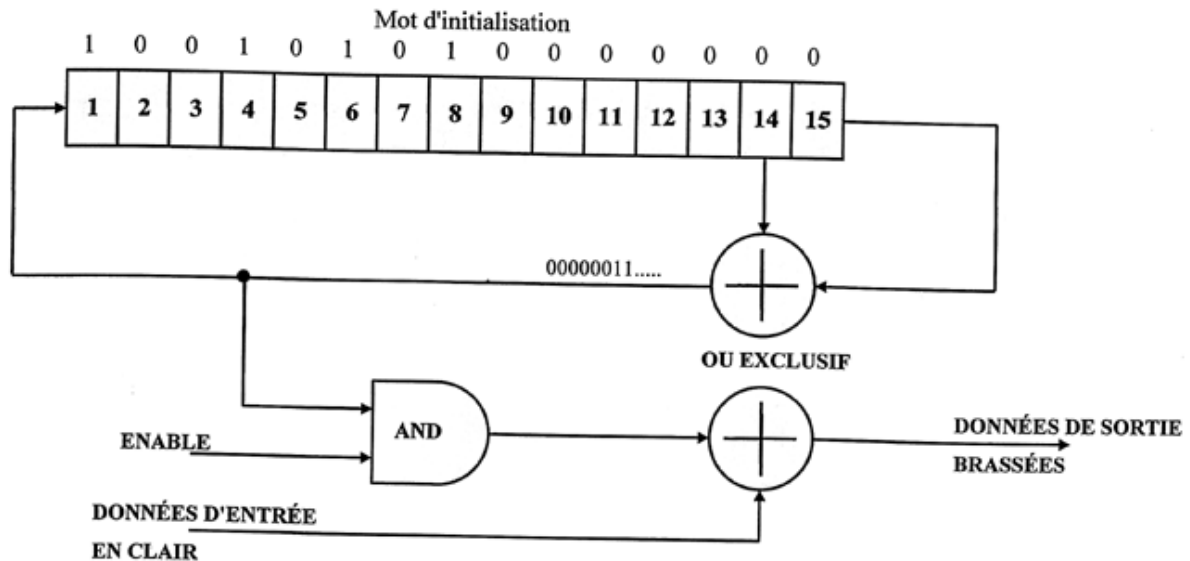 Mot d'initialisation
1 0 0 1 0 1 0 1 0 0 0 0 0 0 0
1 2 3 4 5 6 7 8 9 10 11 12 13 14 15
00000011.....
OU EXCLUSIF
AND
ENABLE
DONNÉES DE SORTIE
BRASSÉES
DONNÉES D'ENTRÉE
EN CLAIR